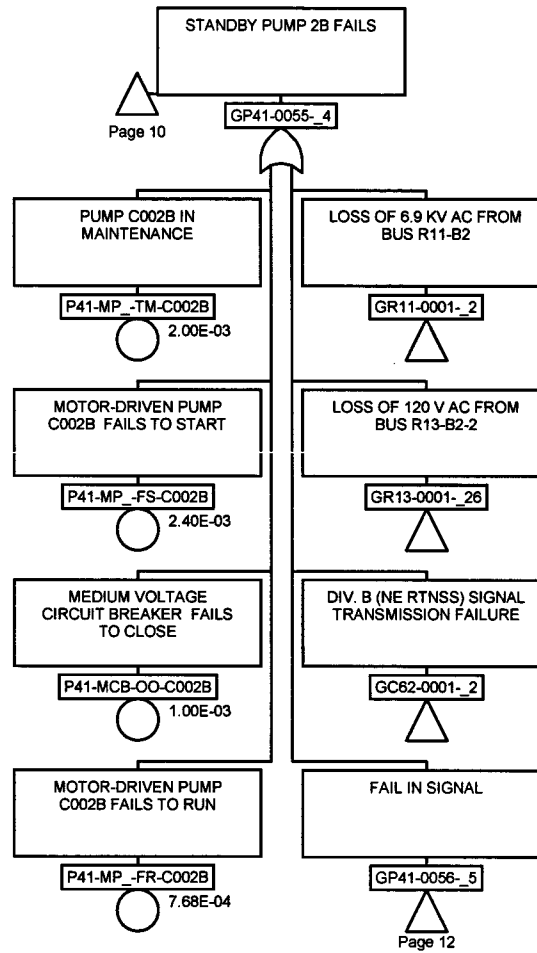 STANDBY PUMP 2B FAILS
Page 10
GP41-0055-_4
PUMP C002B IN
MAINTENANCE
P41-MP_-TM-C002B
2.00E-03
LOSS OF 6.9 KV AC FROM
BUS R11-B2
GR11-0001-_2
MOTOR-DRIVEN PUMP
C002B FAILS TO START
P41-MP_-FS-C002B
2.40E-03
LOSS OF 120 V AC FROM
BUS R13-B2-2
GR13-0001-_26
MEDIUM VOLTAGE
CIRCUIT BREAKER FAILS
TO CLOSE
P41-MCB-OO-C002B
1.00E-03
DIV. B (NE RTNSS) SIGNAL
TRANSMISSION FAILURE
GC62-0001-_2
MOTOR-DRIVEN PUMP
C002B FAILS TO RUN
P41-MP_-FR-C002B
7.68E-04
FAIL IN SIGNAL
GP41-0056-_5
Page 12